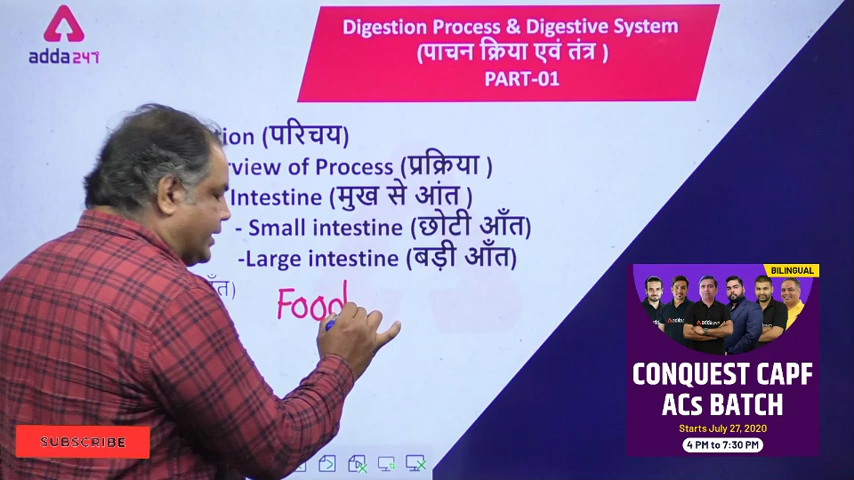 adda247
Digestion Process & Digestive System
(पाचन क्रिया एवं तंत्र )
PART-01
tion (परिचय)
rview of Process (प्रक्रिया )
Intestine (मुख से आंत )
- Small intestine (छोटी आँत)
-Large intestine (बड़ी आँत)
Food
BILINGUAL
CONQUEST CAPF
ACs BATCH
Starts July 27, 2020
4 PM to 7:30 PM
SUBSCRIBE